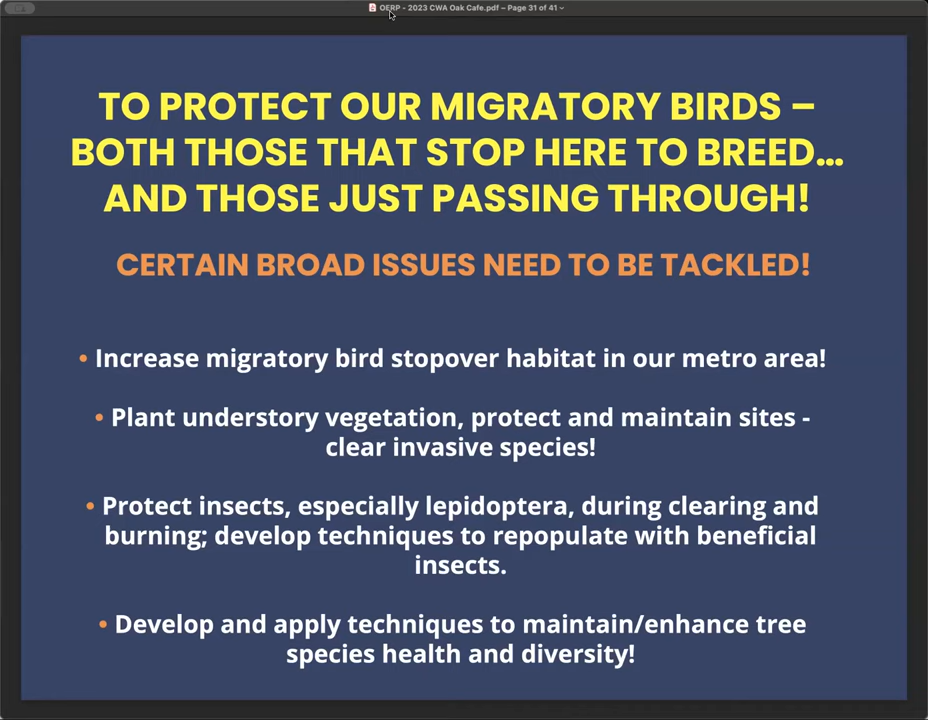 OERP - 2023 CWA Oak Cafe.pdf – Page 31 of 41
TO PROTECT OUR MIGRATORY BIRDS –
BOTH THOSE THAT STOP HERE TO BREED...
AND THOSE JUST PASSING THROUGH!
CERTAIN BROAD ISSUES NEED TO BE TACKLED!
• Increase migratory bird stopover habitat in our metro area!
• Plant understory vegetation, protect and maintain sites -
clear invasive species!
• Protect insects, especially lepidoptera, during clearing and
burning; develop techniques to repopulate with beneficial
insects.
• Develop and apply techniques to maintain/enhance tree
species health and diversity!